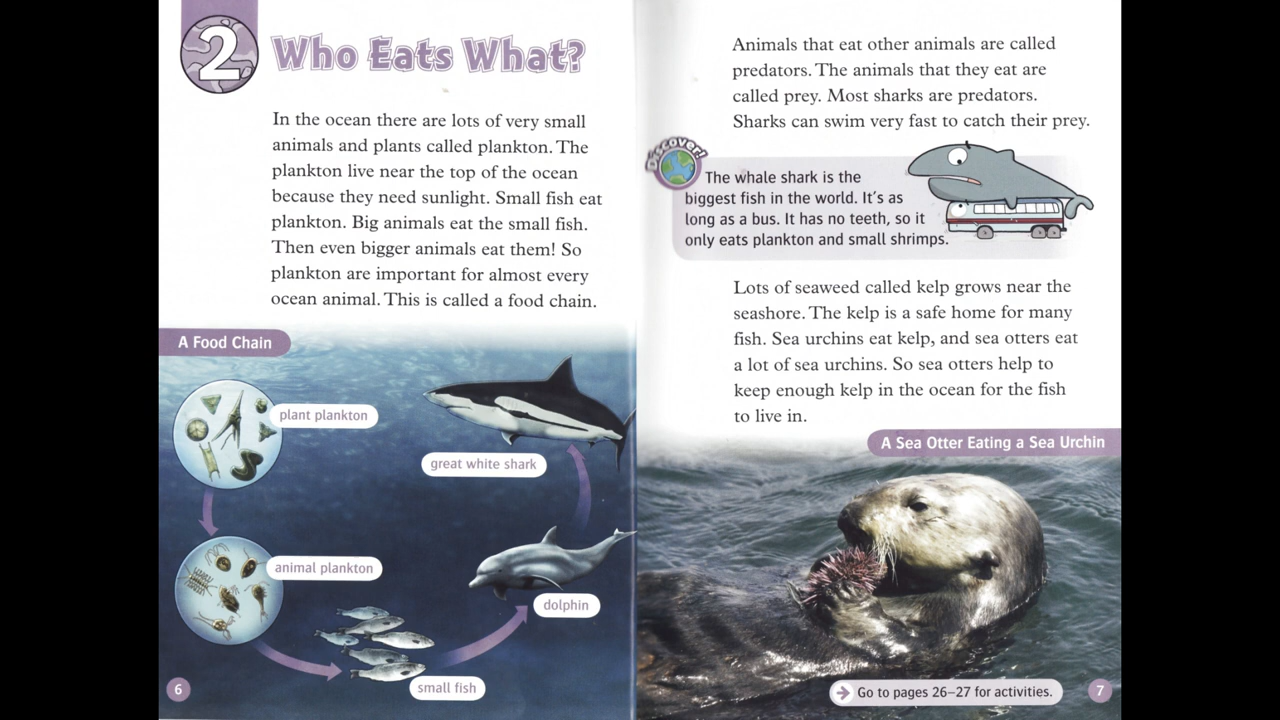 2
Who Eats What?
In the ocean there are lots of very small
animals and plants called plankton. The
plankton live near the top of the ocean
because they need sunlight. Small fish eat
plankton. Big animals eat the small fish.
Then even bigger animals eat them! So
plankton are important for almost every
ocean animal. This is called a food chain.
A Food Chain
plant plankton
great white shark
animal plankton
dolphin
small fish
6
Animals that eat other animals are called
predators. The animals that they eat are
called prey. Most sharks are predators.
Sharks can swim very fast to catch their prey.
Discover!
The whale shark is the
biggest fish in the world. It's as
long as a bus. It has no teeth, so it
only eats plankton and small shrimps.
Lots of seaweed called kelp grows near the
seashore. The kelp is a safe home for many
fish. Sea urchins eat kelp, and sea otters eat
a lot of sea urchins. So sea otters help to
keep enough kelp in the ocean for the fish
to live in.
A Sea Otter Eating a Sea Urchin
Go to pages 26–27 for activities.
7